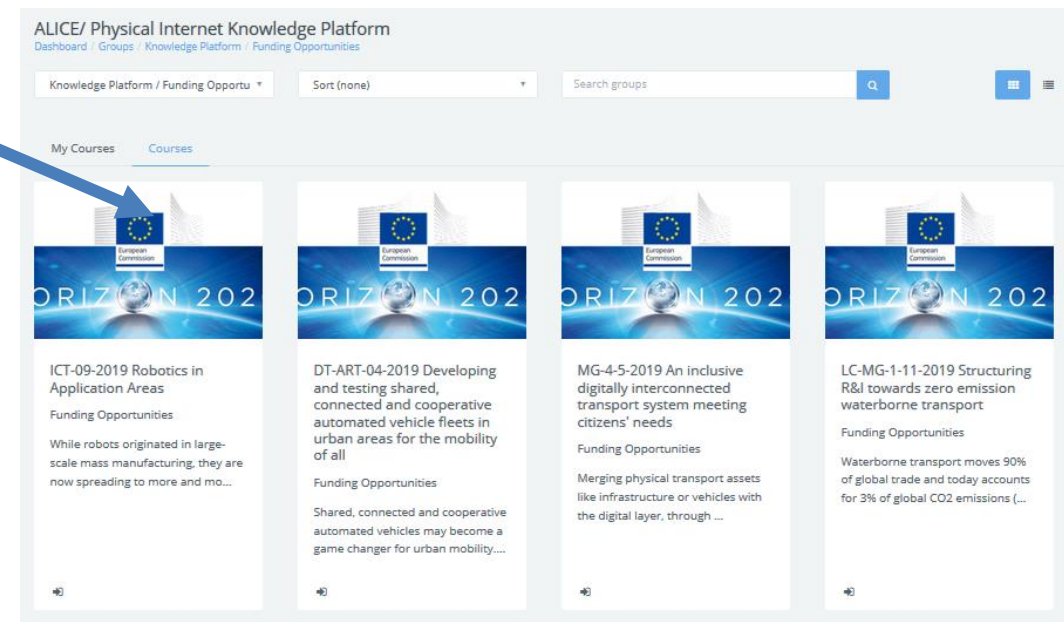 ALICE/ Physical Internet Knowledge Platform
Dashboard / Groups / Knowledge Platform / Funding Opportunities
Knowledge Platform / Funding Opportu
Sort (none)
Search groups
My Courses
Courses
European
Commission
ORIZON 202
ICT-09-2019 Robotics in
Application Areas
Funding Opportunities
While robots originated in large-
scale mass manufacturing, they are
now spreading to more and mo...
European
Commission
ORIZON 202
DT-ART-04-2019 Developing
and testing shared,
connected and cooperative
automated vehicle fleets in
urban areas for the mobility
of all
Funding Opportunities
Shared, connected and cooperative
automated vehicles may become a
game changer for urban mobility....
European
Commission
ORIZON 202
MG-4-5-2019 An inclusive
digitally interconnected
transport system meeting
citizens' needs
Funding Opportunities
Merging physical transport assets
like infrastructure or vehicles with
the digital layer, through ...
European
Commission
ORIZON 202
LC-MG-1-11-2019 Structuring
R&I towards zero emission
waterborne transport
Funding Opportunities
Waterborne transport moves 90%
of global trade and today accounts
for 3% of global CO2 emissions (...